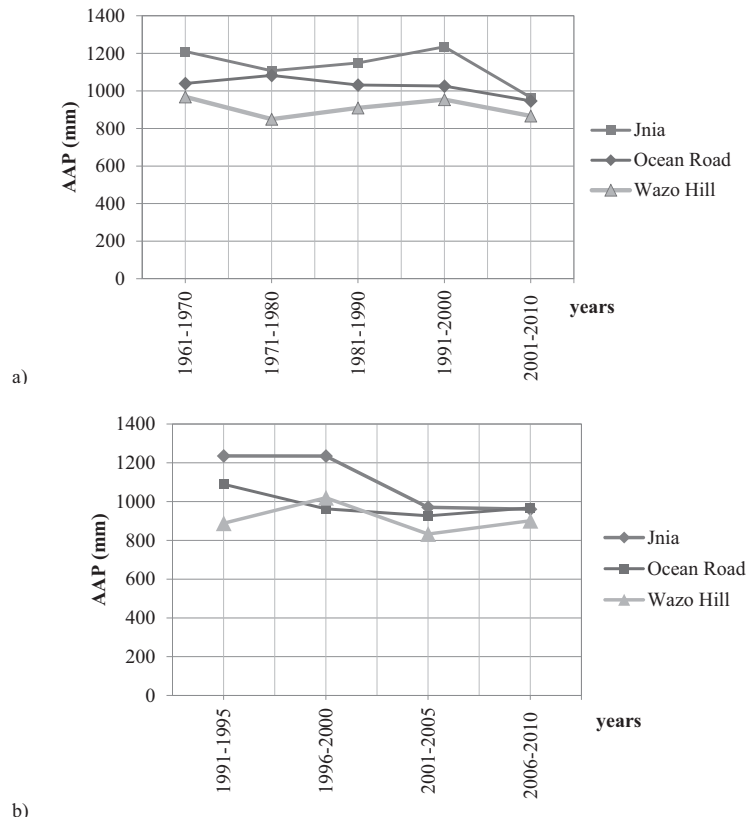 1400
1200
1000
800
600
400
200
0
AAP (mm)
1961-1970
1971-1980
1981-1990
1991-2000
2001-2010
years
Jnia
Ocean Road
Wazo Hill
a)
1400
1200
1000
800
600
400
200
0
AAP (mm)
1991-1995
1996-2000
2001-2005
2006-2010
years
Jnia
Ocean Road
Wazo Hill
b)